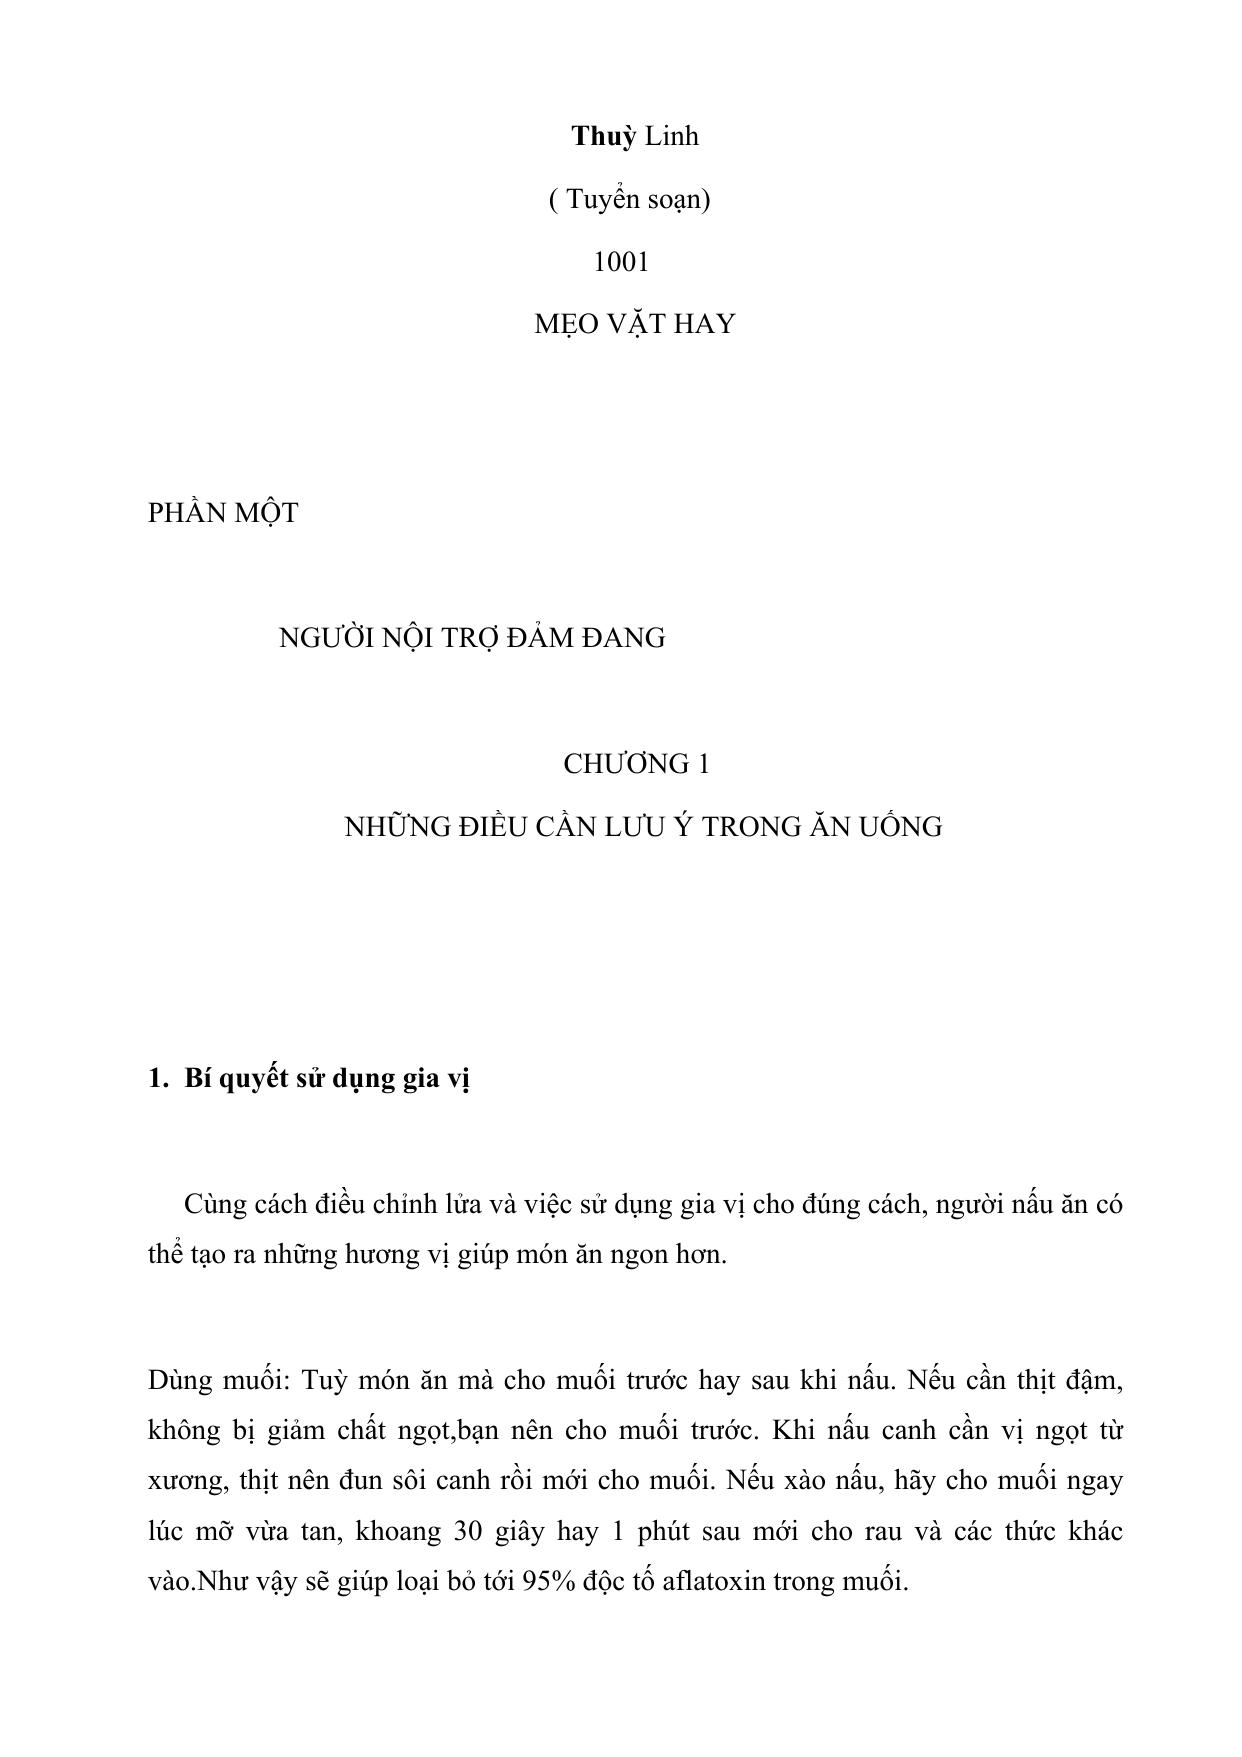 Thuỳ Linh
( Tuyển soạn)
1001
MẸO VẶT HAY
PHẦN MỘT
NGƯỜI NỘI TRỢ ĐẢM ĐANG
CHƯƠNG 1
NHỮNG ĐIỀU CẦN LƯU Ý TRONG ĂN UỐNG
1. Bí quyết sử dụng gia vị
Cùng cách điều chỉnh lửa và việc sử dụng gia vị cho đúng cách, người nấu ăn có
thể tạo ra những hương vị giúp món ăn ngon hơn.
Dùng muối: Tuỳ món ăn mà cho muối trước hay sau khi nấu. Nếu cần thịt đậm,
không bị giảm chất ngọt,bạn nên cho muối trước. Khi nấu canh cần vị ngọt từ
xương, thịt nên đun sôi canh rồi mới cho muối. Nếu xào nấu, hãy cho muối ngay
lúc mỡ vừa tan, khoang 30 giây hay 1 phút sau mới cho rau và các thức khác
vào.Như vậy sẽ giúp loại bỏ tới 95% độc tố aflatoxin trong muối.